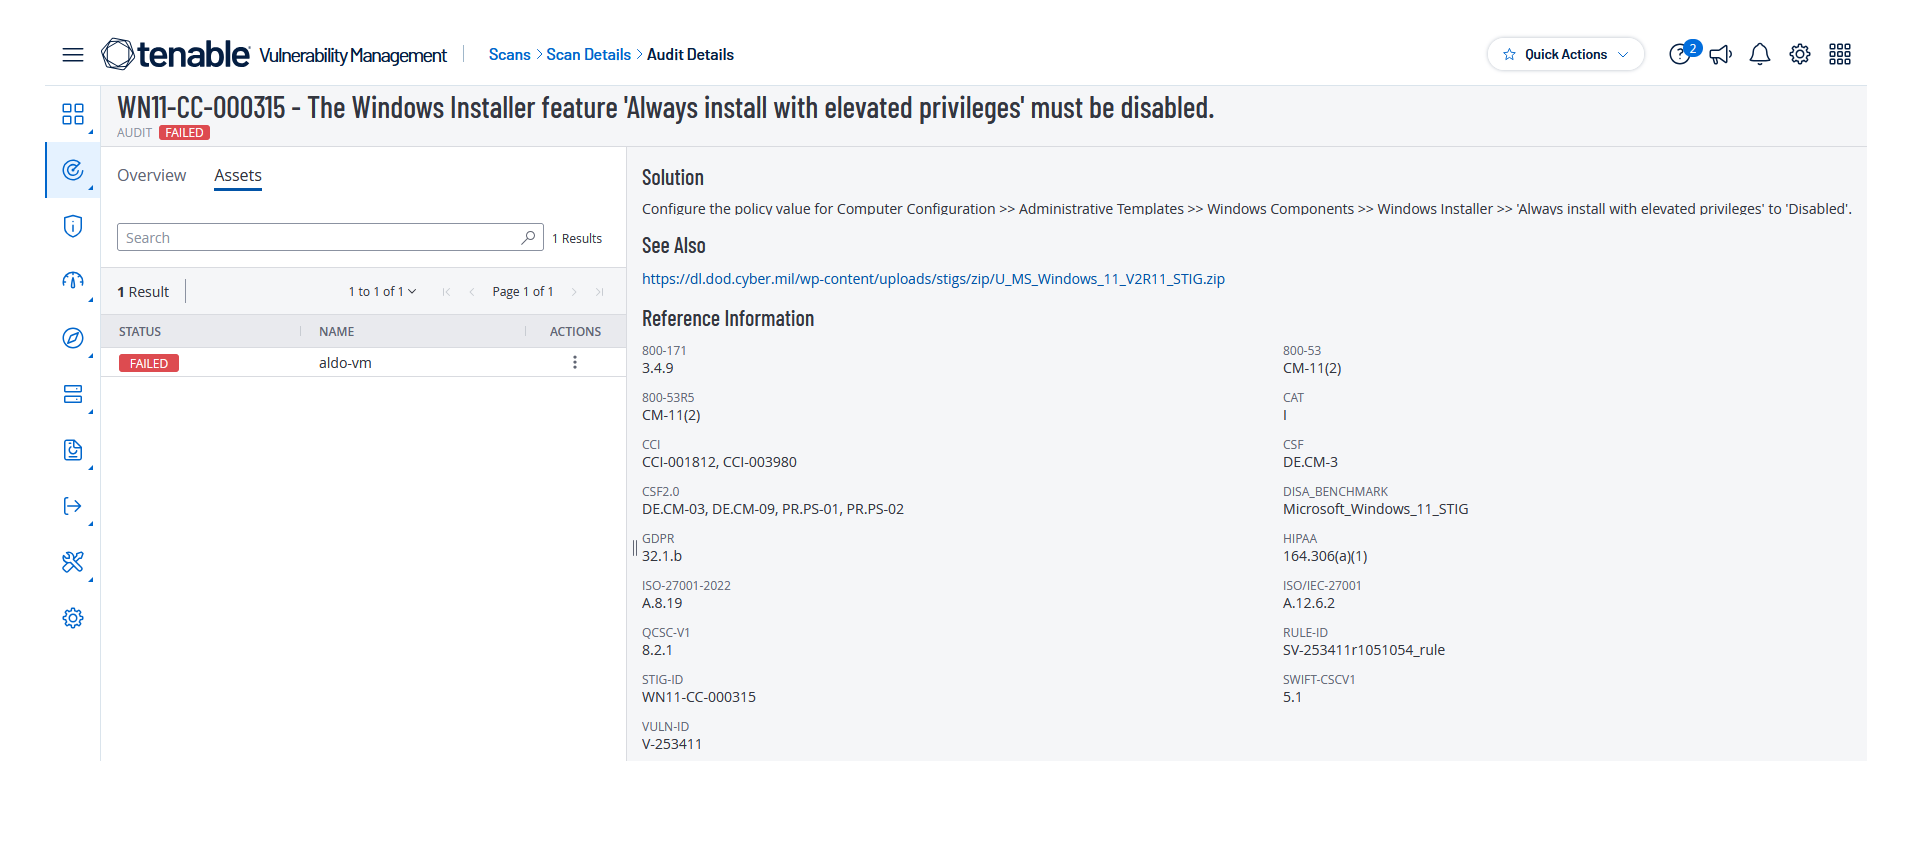 tenable Vulnerability Management
Scans > Scan Details > Audit Details
Quick Actions
2
WN11-CC-000315 - The Windows Installer feature 'Always install with elevated privileges' must be disabled.
AUDIT FAILED
Overview Assets
Search
1 Results
1 Result
1 to 1 of 1
Page 1 of 1
STATUS NAME ACTIONS
FAILED aldo-vm
Solution
Configure the policy value for Computer Configuration >> Administrative Templates >> Windows Components >> Windows Installer >> 'Always install with elevated privileges' to 'Disabled'.
See Also
https://dl.dod.cyber.mil/wp-content/uploads/stigs/zip/U_MS_Windows_11_V2R11_STIG.zip
Reference Information
800-171
3.4.9
800-53
CM-11(2)
800-53R5
CM-11(2)
CAT
I
CCI
CCI-001812, CCI-003980
CSF
DE.CM-3
CSF2.0
DE.CM-03, DE.CM-09, PR.PS-01, PR.PS-02
DISA_BENCHMARK
Microsoft_Windows_11_STIG
GDPR
32.1.b
HIPAA
164.306(a)(1)
ISO-27001-2022
A.8.19
ISO/IEC-27001
A.12.6.2
QCSC-V1
8.2.1
RULE-ID
SV-253411r1051054_rule
STIG-ID
WN11-CC-000315
SWIFT-CSCV1
5.1
VULN-ID
V-253411